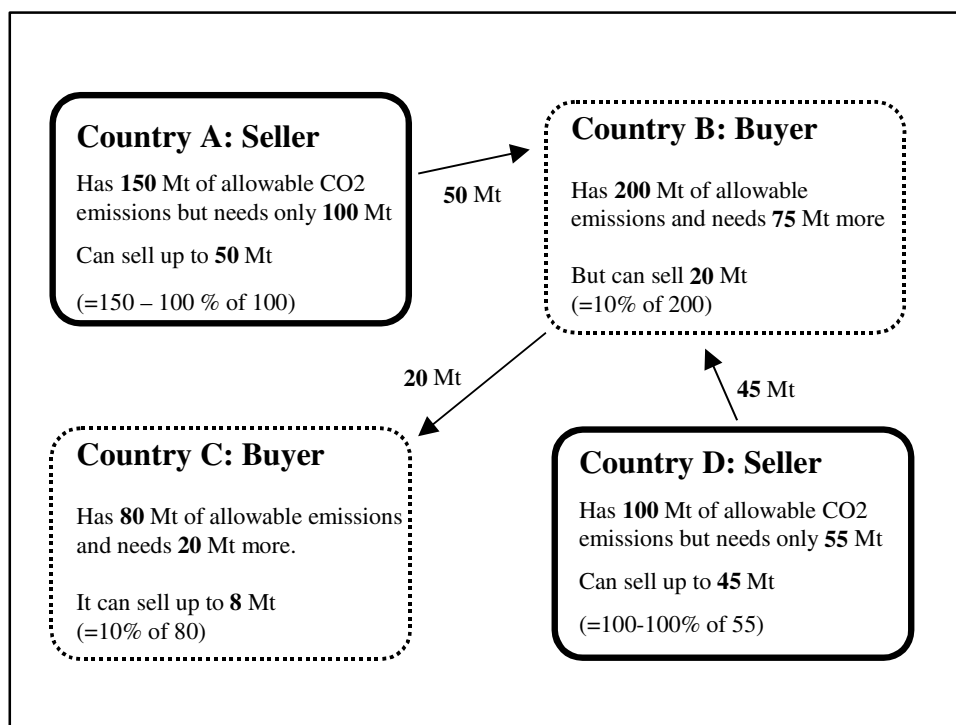 Country A: Seller
Has 150 Mt of allowable CO2
emissions but needs only 100 Mt
Can sell up to 50 Mt
(=150 – 100 % of 100)
50 Mt
Country B: Buyer
Has 200 Mt of allowable
emissions and needs 75 Mt more
But can sell 20 Mt
(=10% of 200)
20 Mt
45 Mt
Country C: Buyer
Has 80 Mt of allowable emissions
and needs 20 Mt more.
It can sell up to 8 Mt
(=10% of 80)
Country D: Seller
Has 100 Mt of allowable CO2
emissions but needs only 55 Mt
Can sell up to 45 Mt
(=100-100% of 55)